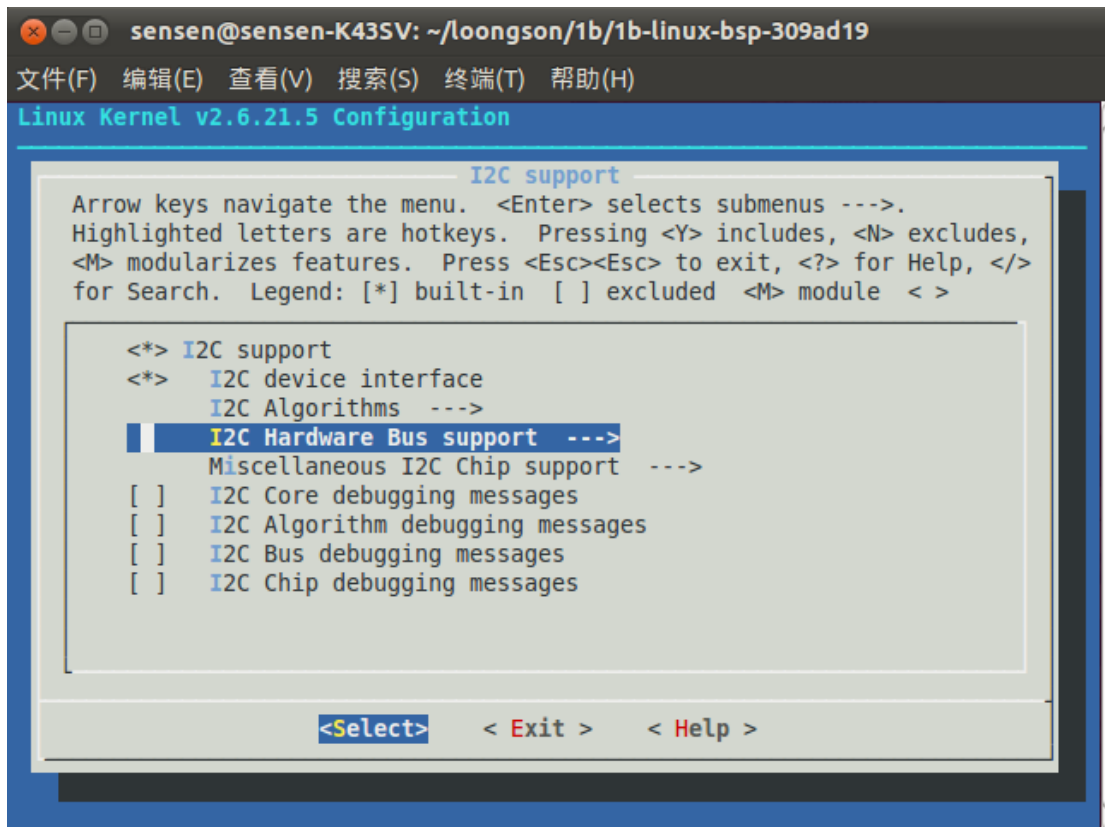 sensen@sensen-K43SV: ~/loongson/1b/1b-linux-bsp-309ad19
文件(F) 编辑(E) 查看(V) 搜索(S) 终端(T) 帮助(H)
Linux Kernel v2.6.21.5 Configuration
I2C support
Arrow keys navigate the menu. <Enter> selects submenus --->.
Highlighted letters are hotkeys. Pressing <Y> includes, <N> excludes,
<M> modularizes features. Press <Esc><Esc> to exit, <?> for Help, </>
for Search. Legend: [*] built-in [ ] excluded <M> module < >
<*> I2C support
<*> I2C device interface
I2C Algorithms --->
I2C Hardware Bus support --->
Miscellaneous I2C Chip support --->
[ ] I2C Core debugging messages
[ ] I2C Algorithm debugging messages
[ ] I2C Bus debugging messages
[ ] I2C Chip debugging messages
<Select> < Exit > < Help >